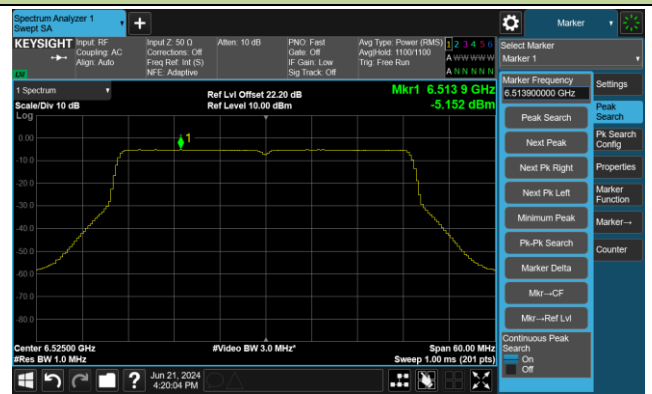 Spectrum Analyzer 1
Swept SA
Marker
KEYSIGHT
Input: RF
Coupling: AC
Align: Auto
Input Z: 50 Ω
Corrections: Off
Freq Ref: Int (S)
NFE: Adaptive
Atten: 10 dB
PNO: Fast
Gate: Off
IF Gain: Low
Sig Track: Off
Avg Type: Power (RMS)
Avg|Hold: 1100/1100
Trig: Free Run
1 2 3 4 5 6
A W W W W W
A N N N N N
LXI
Select Marker
Marker 1
1 Spectrum
Scale/Div 10 dB
Log
Ref Lvl Offset 22.20 dB
Ref Level 10.00 dBm
Mkr1 6.513 9 GHz
-5.152 dBm
1
0.00
-10.0
-20.0
-30.0
-40.0
-50.0
-60.0
-70.0
-80.0
Center 6.52500 GHz
#Res BW 1.0 MHz
#Video BW 3.0 MHz*
Span 60.00 MHz
Sweep 1.00 ms (201 pts)
Marker Frequency
6.513900000 GHz
Peak Search
Next Peak
Next Pk Right
Next Pk Left
Minimum Peak
Pk-Pk Search
Marker Delta
Mkr→CF
Mkr→Ref Lvl
Continuous Peak
Search
On
Off
Settings
Peak
Search
Pk Search
Config
Properties
Marker
Function
Marker→
Counter
Jun 21, 2024
4:20:04 PM